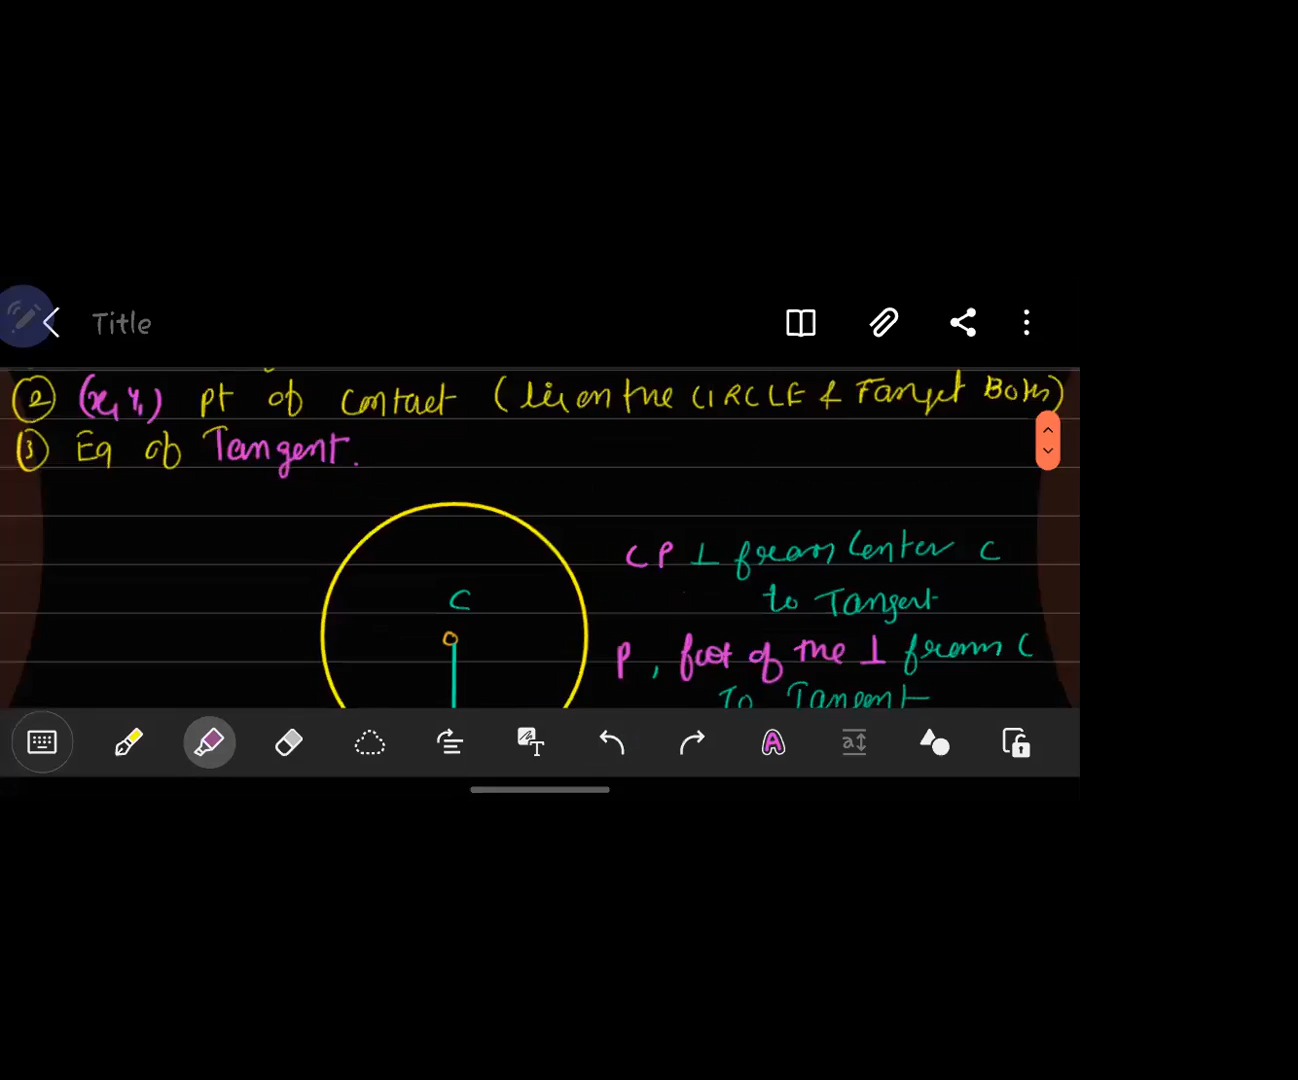 Title
② (x₁ y₁) pt of contact (lies on the CIRCLE & Tangent Both)
③ Eq of Tangent.
CP ⊥ from Center C
to Tangent
C
P, foot of the ⊥ from C
To Tangent
T
A
a